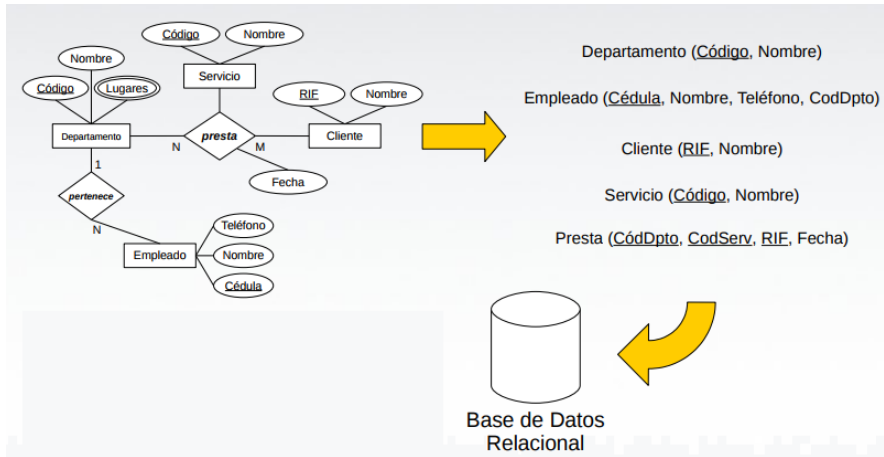 Código
Nombre
Servicio
Nombre
Código
Lugares
Departamento
N
presta
M
RIF
Nombre
Cliente
Fecha
1
pertenece
N
Empleado
Teléfono
Nombre
Cédula
Departamento (Código, Nombre)
Empleado (Cédula, Nombre, Teléfono, CodDpto)
Cliente (RIF, Nombre)
Servicio (Código, Nombre)
Presta (CódDpto, CodServ, RIF, Fecha)
Base de Datos
Relacional